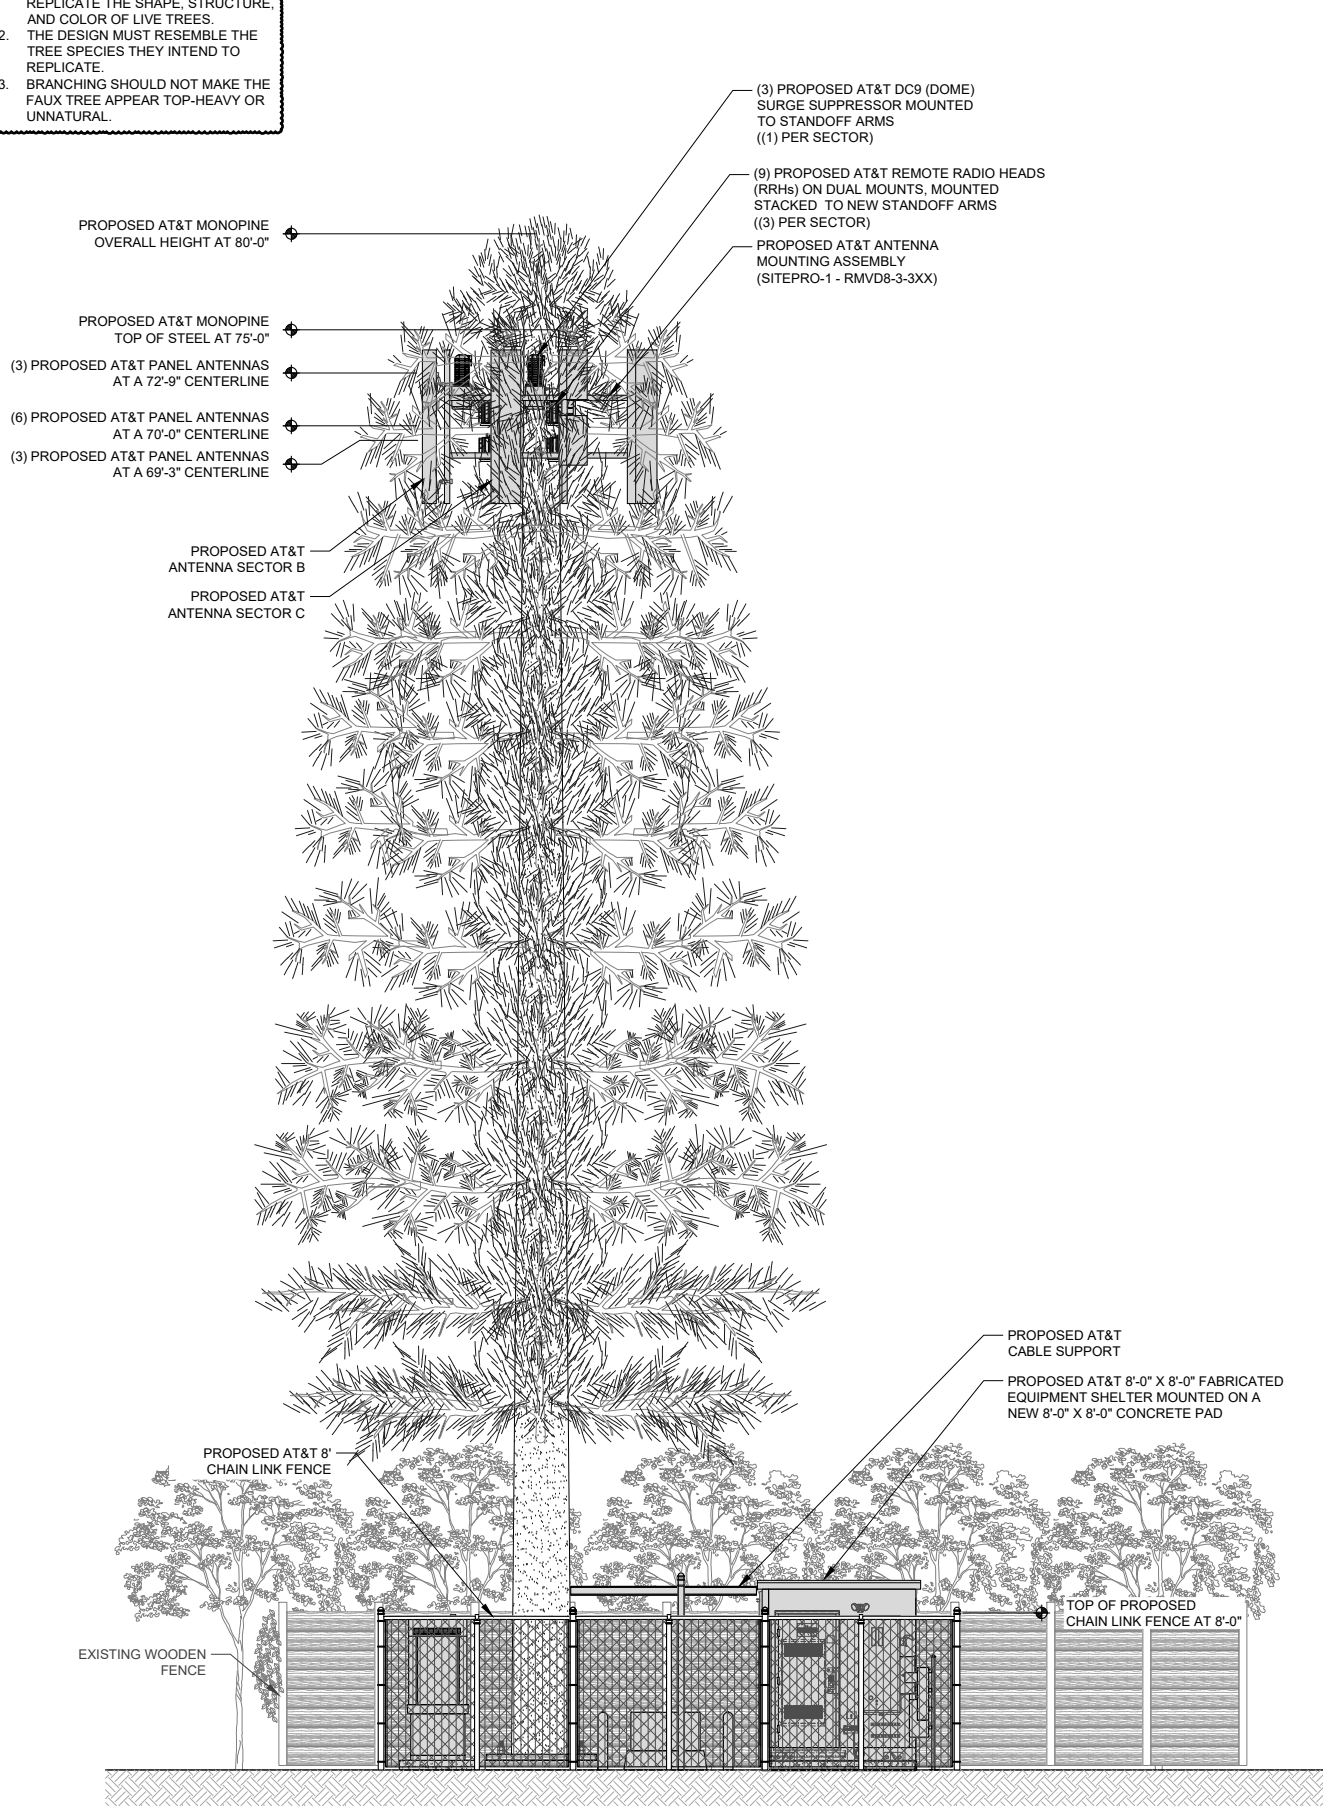 REPLICATE THE SHAPE, STRUCTURE,
AND COLOR OF LIVE TREES.
2. THE DESIGN MUST RESEMBLE THE
TREE SPECIES THEY INTEND TO
REPLICATE.
3. BRANCHING SHOULD NOT MAKE THE
FAUX TREE APPEAR TOP-HEAVY OR
UNNATURAL.
(3) PROPOSED AT&T DC9 (DOME)
SURGE SUPPRESSOR MOUNTED
TO STANDOFF ARMS
((1) PER SECTOR)
(9) PROPOSED AT&T REMOTE RADIO HEADS
(RRHs) ON DUAL MOUNTS, MOUNTED
STACKED TO NEW STANDOFF ARMS
((3) PER SECTOR)
PROPOSED AT&T ANTENNA
MOUNTING ASSEMBLY
(SITEPRO-1 - RMVD8-3-3XX)
PROPOSED AT&T MONOPINE
OVERALL HEIGHT AT 80'-0"
PROPOSED AT&T MONOPINE
TOP OF STEEL AT 75'-0"
(3) PROPOSED AT&T PANEL ANTENNAS
AT A 72'-9" CENTERLINE
(6) PROPOSED AT&T PANEL ANTENNAS
AT A 70'-0" CENTERLINE
(3) PROPOSED AT&T PANEL ANTENNAS
AT A 69'-3" CENTERLINE
PROPOSED AT&T
ANTENNA SECTOR B
PROPOSED AT&T
ANTENNA SECTOR C
PROPOSED AT&T
CABLE SUPPORT
PROPOSED AT&T 8'-0" X 8'-0" FABRICATED
EQUIPMENT SHELTER MOUNTED ON A
NEW 8'-0" X 8'-0" CONCRETE PAD
PROPOSED AT&T 8'
CHAIN LINK FENCE
TOP OF PROPOSED
CHAIN LINK FENCE AT 8'-0"
EXISTING WOODEN
FENCE